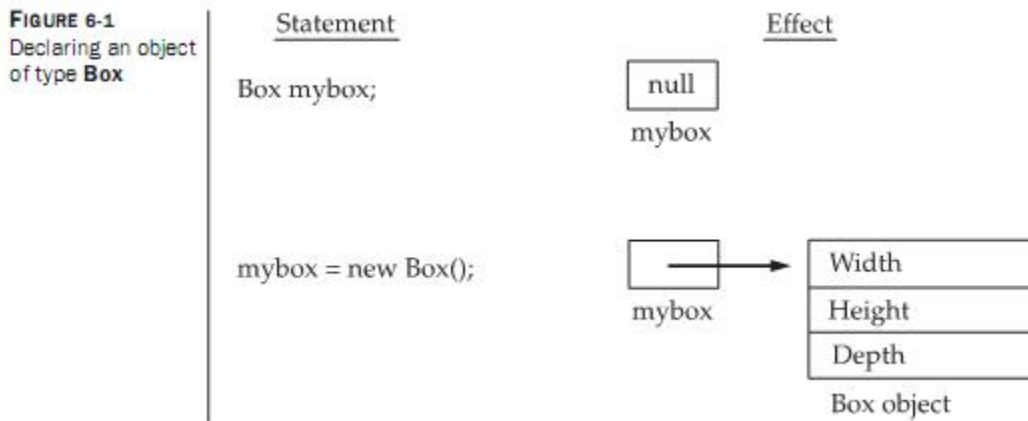 FIGURE 6-1
Declaring an object
of type Box
Statement
Effect
Box mybox;
null
mybox
mybox = new Box();
mybox
Width
Height
Depth
Box object